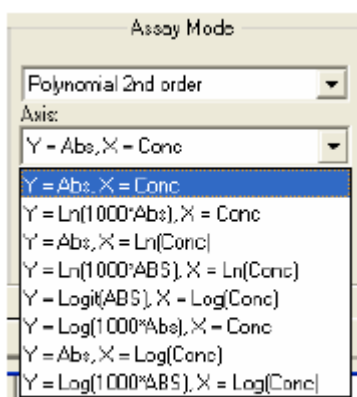 Assay Mode
Polynomial 2nd order
Axis:
Y = Abs, X = Conc
Y = Abs, X = Conc
Y = Ln(1000*Abs), X = Conc
Y = Abs, X = Ln(Conc|
Y = Ln(1000*ABS), X = Ln(Conc)
Y = Logit(ABS), X = Log(Conc)
Y = Log(1000*Abs), X = Conc
Y = Abs, X = Log(Conc)
Y = Log(1000*ABS), X = Log(Conc|